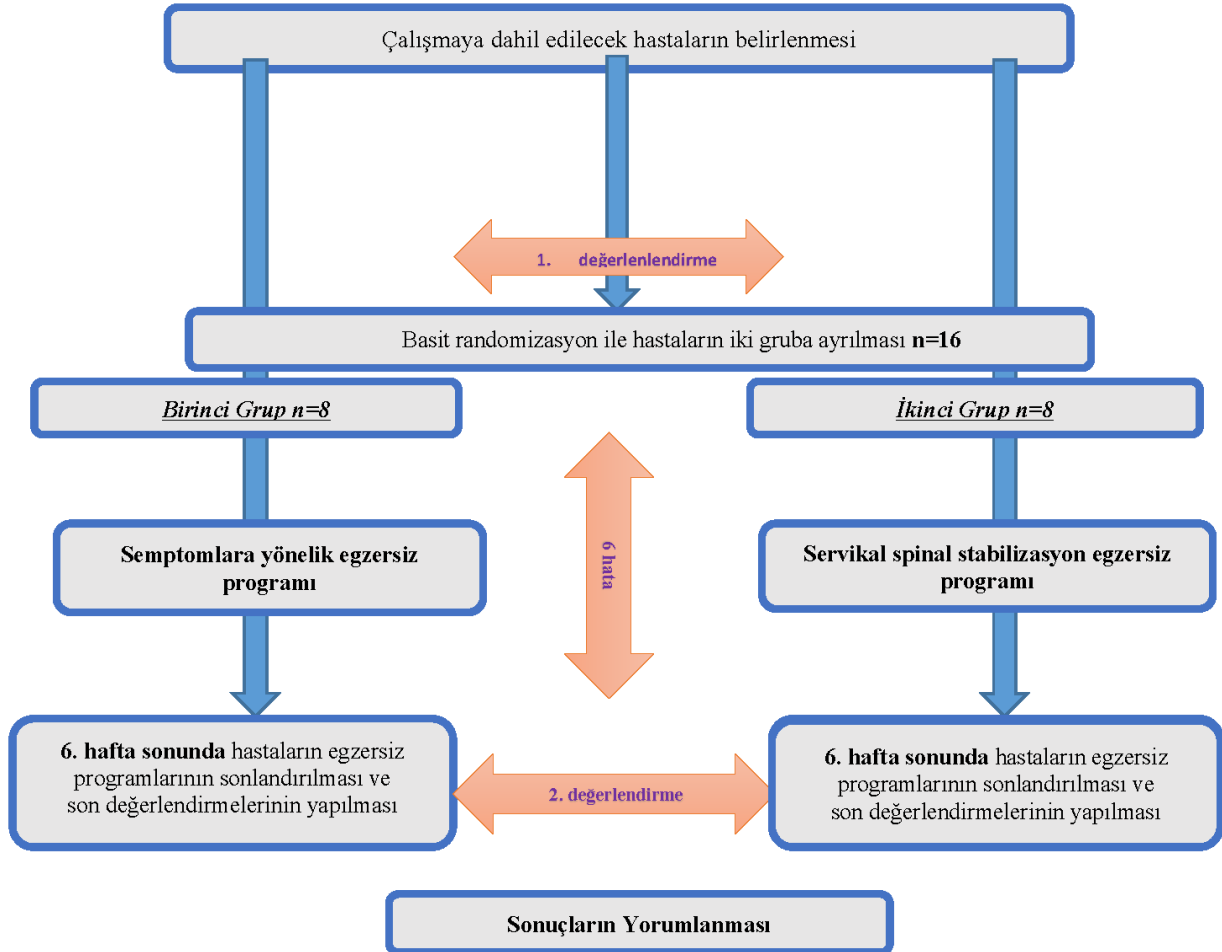 Çalışmaya dahil edilecek hastaların belirlenmesi
1. değerlenlendirme
Basit randomizasyon ile hastaların iki gruba ayrılması n=16
Birinci Grup n=8
İkinci Grup n=8
Semptomlara yönelik egzersiz
programı
6 hata
Servikal spinal stabilizasyon egzersiz
programı
6. hafta sonunda hastaların egzersiz
programlarının sonlandırılması ve
son değerlendirmelerinin yapılması
2. değerlendirme
6. hafta sonunda hastaların egzersiz
programlarının sonlandırılması ve
son değerlendirmelerinin yapılması
Sonuçların Yorumlanması